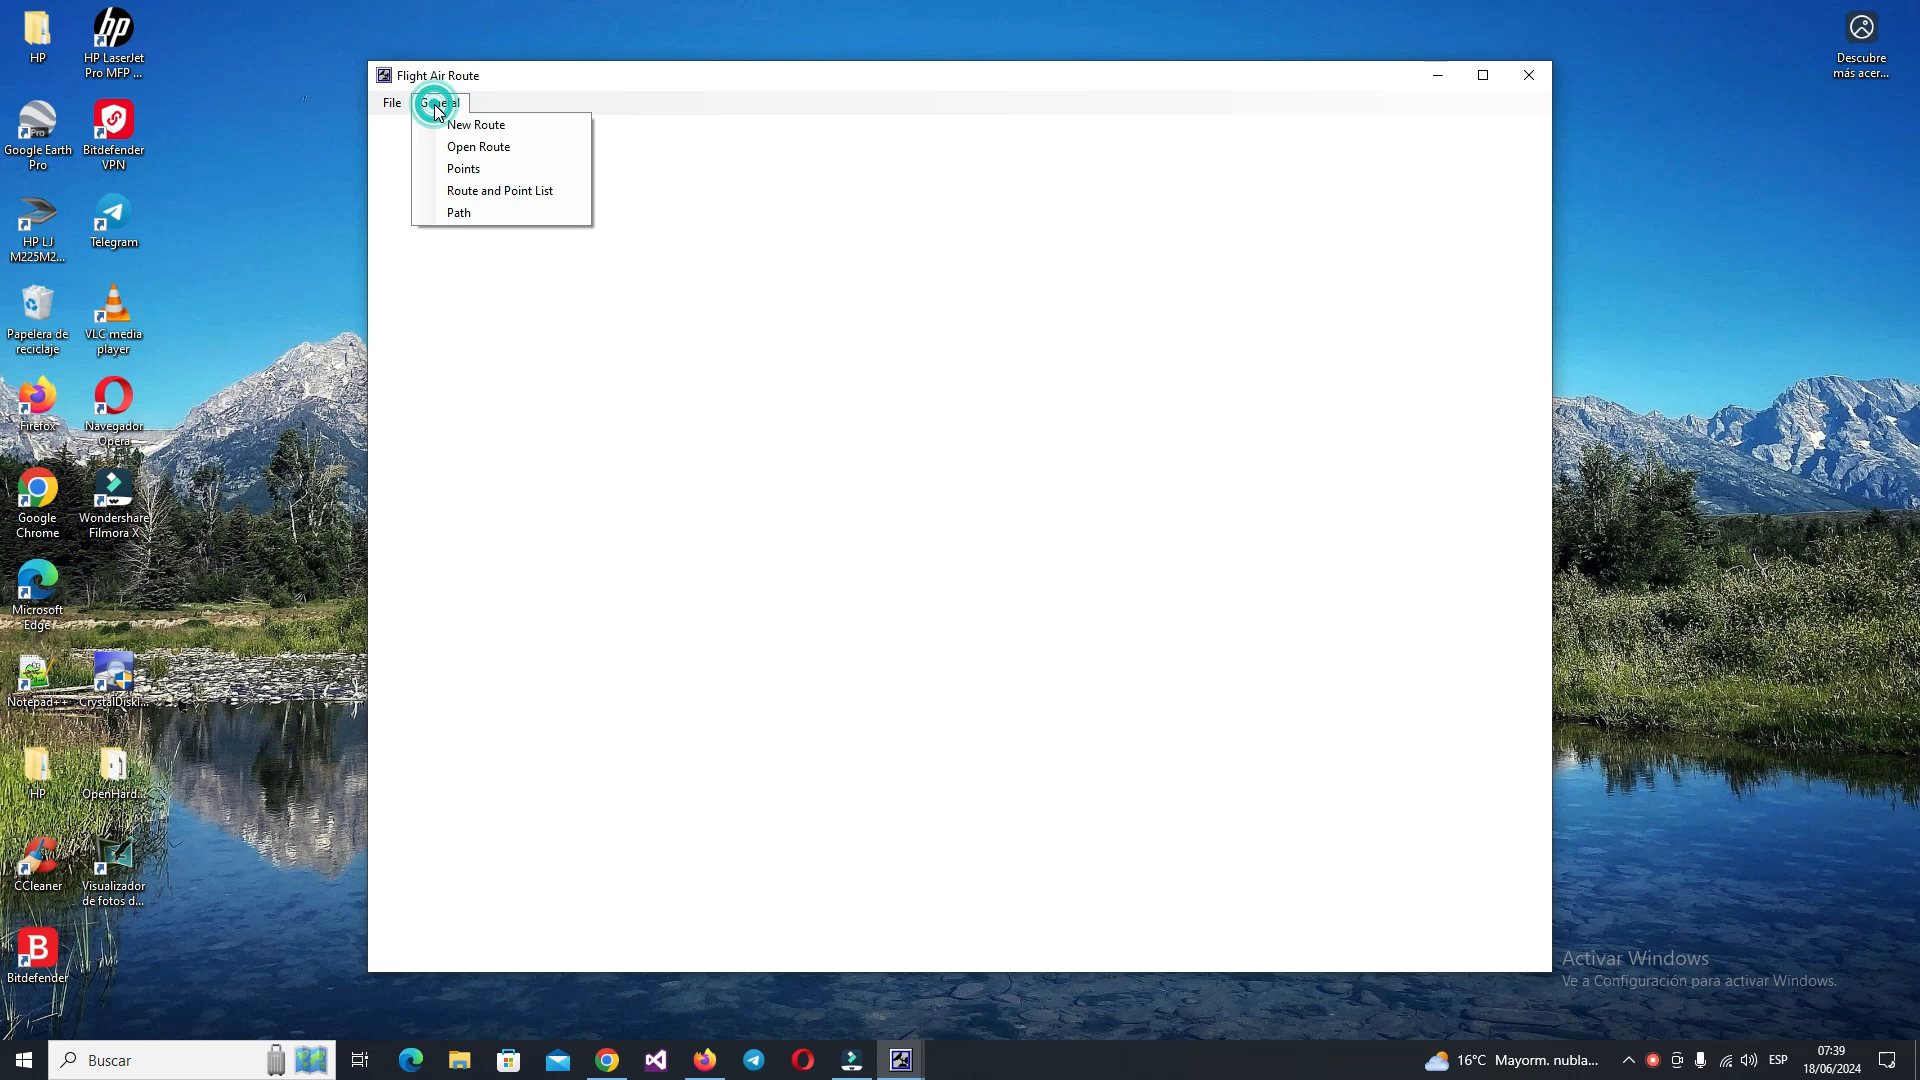 HP
HP LaserJet
Pro MFP ...
Google Earth
Pro
Bitdefender
VPN
HP LJ
M225M2...
Telegram
Papelera de
reciclaje
VLC media
player
Firefox
Navegador
Opera
Google
Chrome
Wondershare
Filmora X
Microsoft
Edge
Notepad++
CrystalDiskI...
HP
OpenHard...
CCleaner
Visualizador
de fotos d...
Bitdefender
Descubre
más acer...
Flight Air Route
File
General
New Route
Open Route
Points
Route and Point List
Path
Activar Windows
Ve a Configuración para activar Windows.
Buscar
16°C Mayorm. nubla...
ESP
07:39
18/06/2024